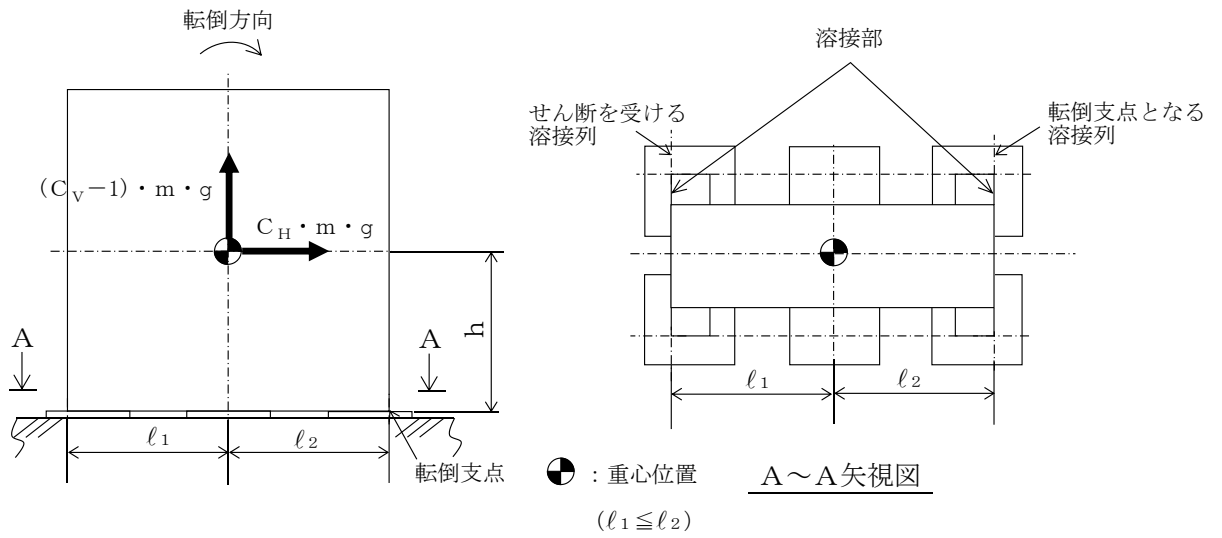 転倒方向
(CV−1)・m・g
CH・m・g
h
A
A
ℓ1
ℓ2
転倒支点
溶接部
せん断を受ける
溶接列
転倒支点となる
溶接列
ℓ1
ℓ2
:重心位置
A~A矢視図
(ℓ1≦ℓ2)